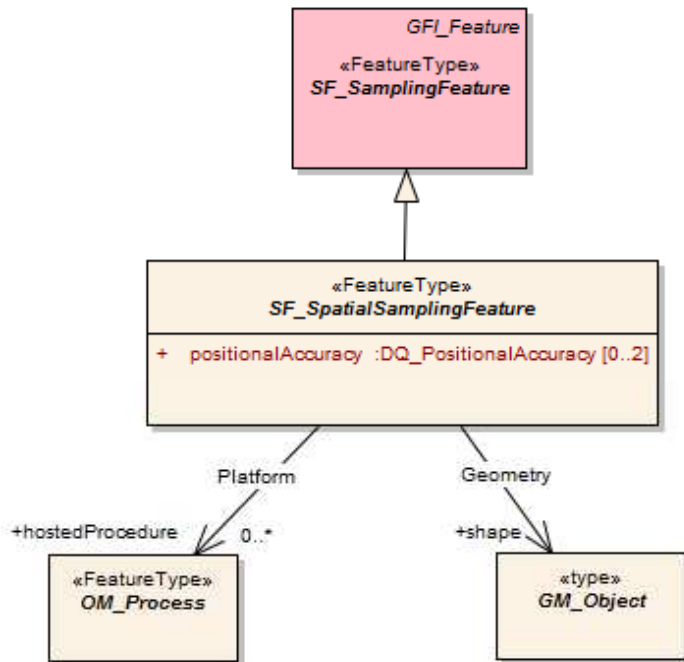 GFI_Feature
«FeatureType»
SF_SamplingFeature
«FeatureType»
SF_SpatialSamplingFeature
+ positionalAccuracy :DQ_PositionalAccuracy [0..2]
Platform
Geometry
+hostedProcedure
0..*
+shape
«FeatureType»
OM_Process
«type»
GM_Object